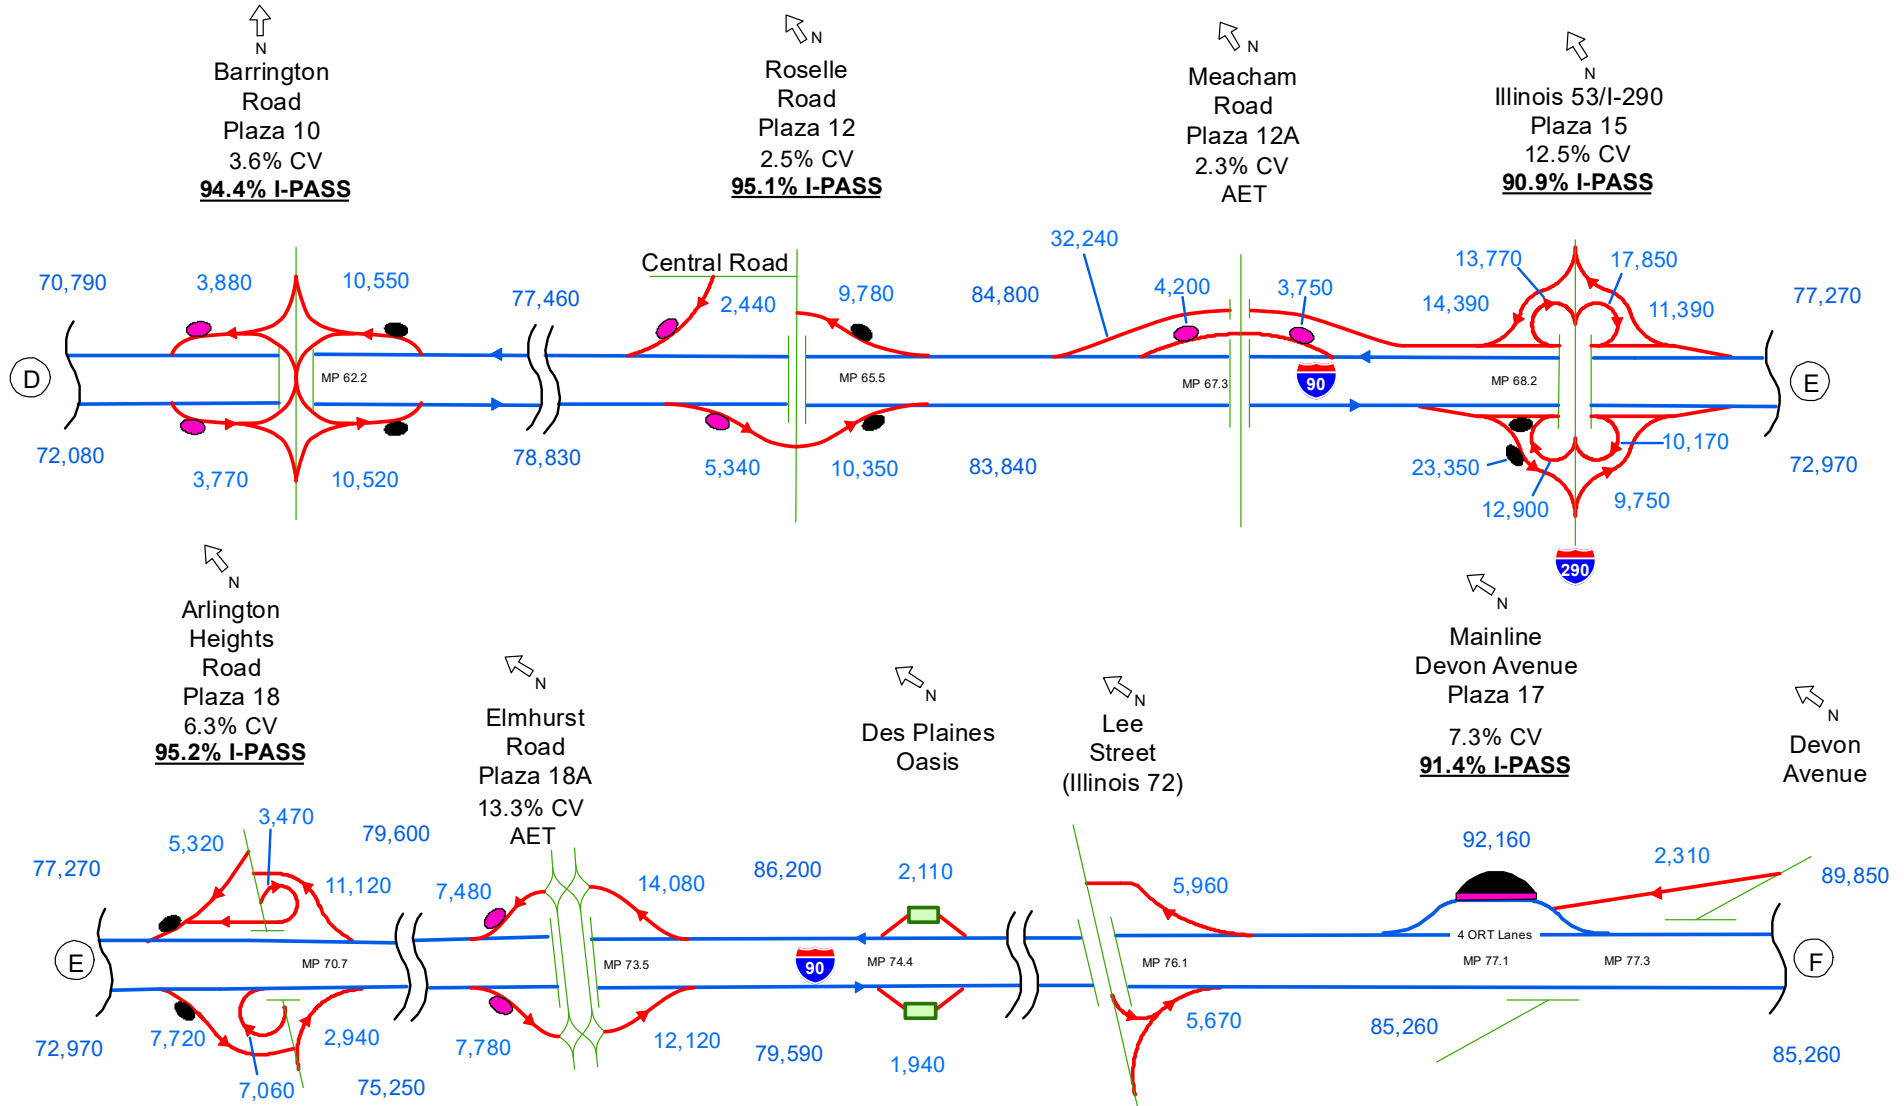 N
Barrington
Road
Plaza 10
3.6% CV
94.4% I-PASS
N
Roselle
Road
Plaza 12
2.5% CV
95.1% I-PASS
N
Meacham
Road
Plaza 12A
2.3% CV
AET
N
Illinois 53/I-290
Plaza 15
12.5% CV
90.9% I-PASS
70,790
3,880
10,550
77,460
Central Road
2,440
9,780
84,800
32,240
4,200
3,750
13,770
17,850
14,390
11,390
77,270
D
MP 62.2
MP 65.5
MP 67.3
90
MP 68.2
E
72,080
3,770
10,520
78,830
5,340
10,350
83,840
23,350
12,900
10,170
9,750
72,970
290
N
Arlington
Heights
Road
Plaza 18
6.3% CV
95.2% I-PASS
N
Elmhurst
Road
Plaza 18A
13.3% CV
AET
N
Des Plaines
Oasis
N
Lee
Street
(Illinois 72)
N
Mainline
Devon Avenue
Plaza 17
7.3% CV
91.4% I-PASS
N
Devon
Avenue
77,270
5,320
3,470
11,120
79,600
7,480
14,080
86,200
2,110
5,960
92,160
2,310
89,850
E
MP 70.7
MP 73.5
90
MP 74.4
MP 76.1
4 ORT Lanes
MP 77.1
MP 77.3
F
72,970
7,720
7,060
2,940
75,250
7,780
12,120
79,590
1,940
5,670
85,260
85,260